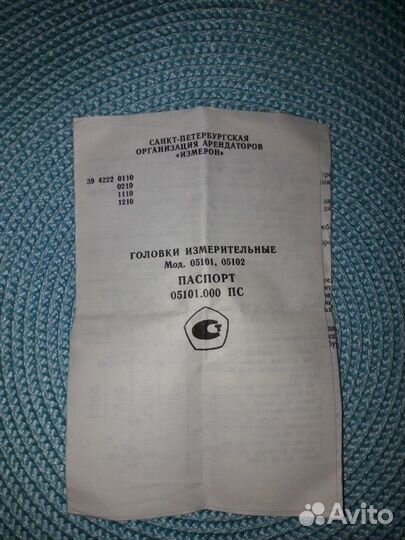 САНКТ-ПЕТЕРБУРГСКАЯ
ОРГАНИЗАЦИЯ АРЕНДАТОРОВ
«ИЗМЕРОН»
39 4222 0110
0210
1110
1210
ГОЛОВКИ ИЗМЕРИТЕЛЬНЫЕ
Мод. 05101, 05102
ПАСПОРТ
05101.000 ПС
Avito